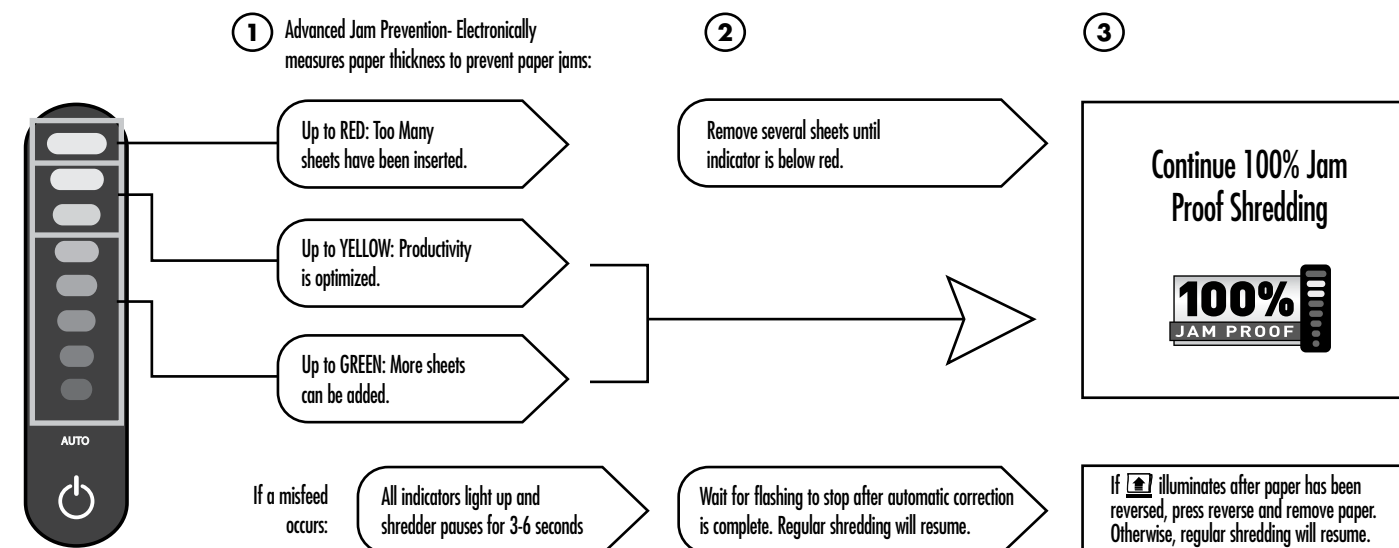 1
Advanced Jam Prevention- Electronically
measures paper thickness to prevent paper jams:
2
3
Up to RED: Too Many
sheets have been inserted.
Remove several sheets until
indicator is below red.
Continue 100% Jam
Proof Shredding
Up to YELLOW: Productivity
is optimized.
100%
JAM PROOF
Up to GREEN: More sheets
can be added.
AUTO
If a misfeed
occurs:
All indicators light up and
shredder pauses for 3-6 seconds
Wait for flashing to stop after automatic correction
is complete. Regular shredding will resume.
If illuminates after paper has been
reversed, press reverse and remove paper.
Otherwise, regular shredding will resume.